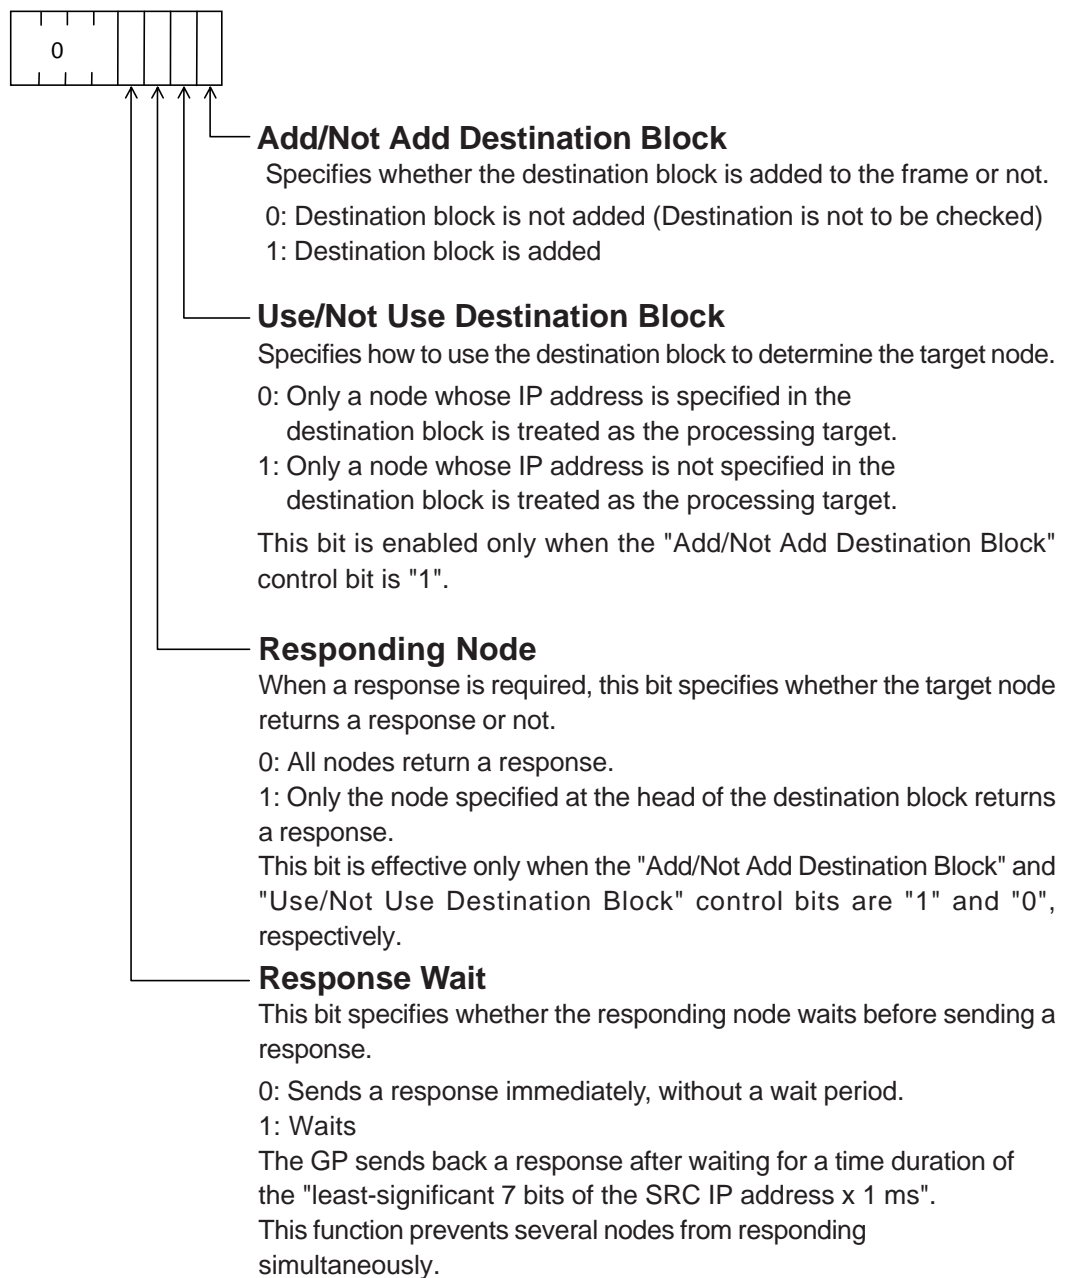 0
Add/Not Add Destination Block
Specifies whether the destination block is added to the frame or not.
0: Destination block is not added (Destination is not to be checked)
1: Destination block is added
Use/Not Use Destination Block
Specifies how to use the destination block to determine the target node.
0: Only a node whose IP address is specified in the
destination block is treated as the processing target.
1: Only a node whose IP address is not specified in the
destination block is treated as the processing target.
This bit is enabled only when the "Add/Not Add Destination Block"
control bit is "1".
Responding Node
When a response is required, this bit specifies whether the target node
returns a response or not.
0: All nodes return a response.
1: Only the node specified at the head of the destination block returns
a response.
This bit is effective only when the "Add/Not Add Destination Block" and
"Use/Not Use Destination Block" control bits are "1" and "0",
respectively.
Response Wait
This bit specifies whether the responding node waits before sending a
response.
0: Sends a response immediately, without a wait period.
1: Waits
The GP sends back a response after waiting for a time duration of
the "least-significant 7 bits of the SRC IP address x 1 ms".
This function prevents several nodes from responding
simultaneously.